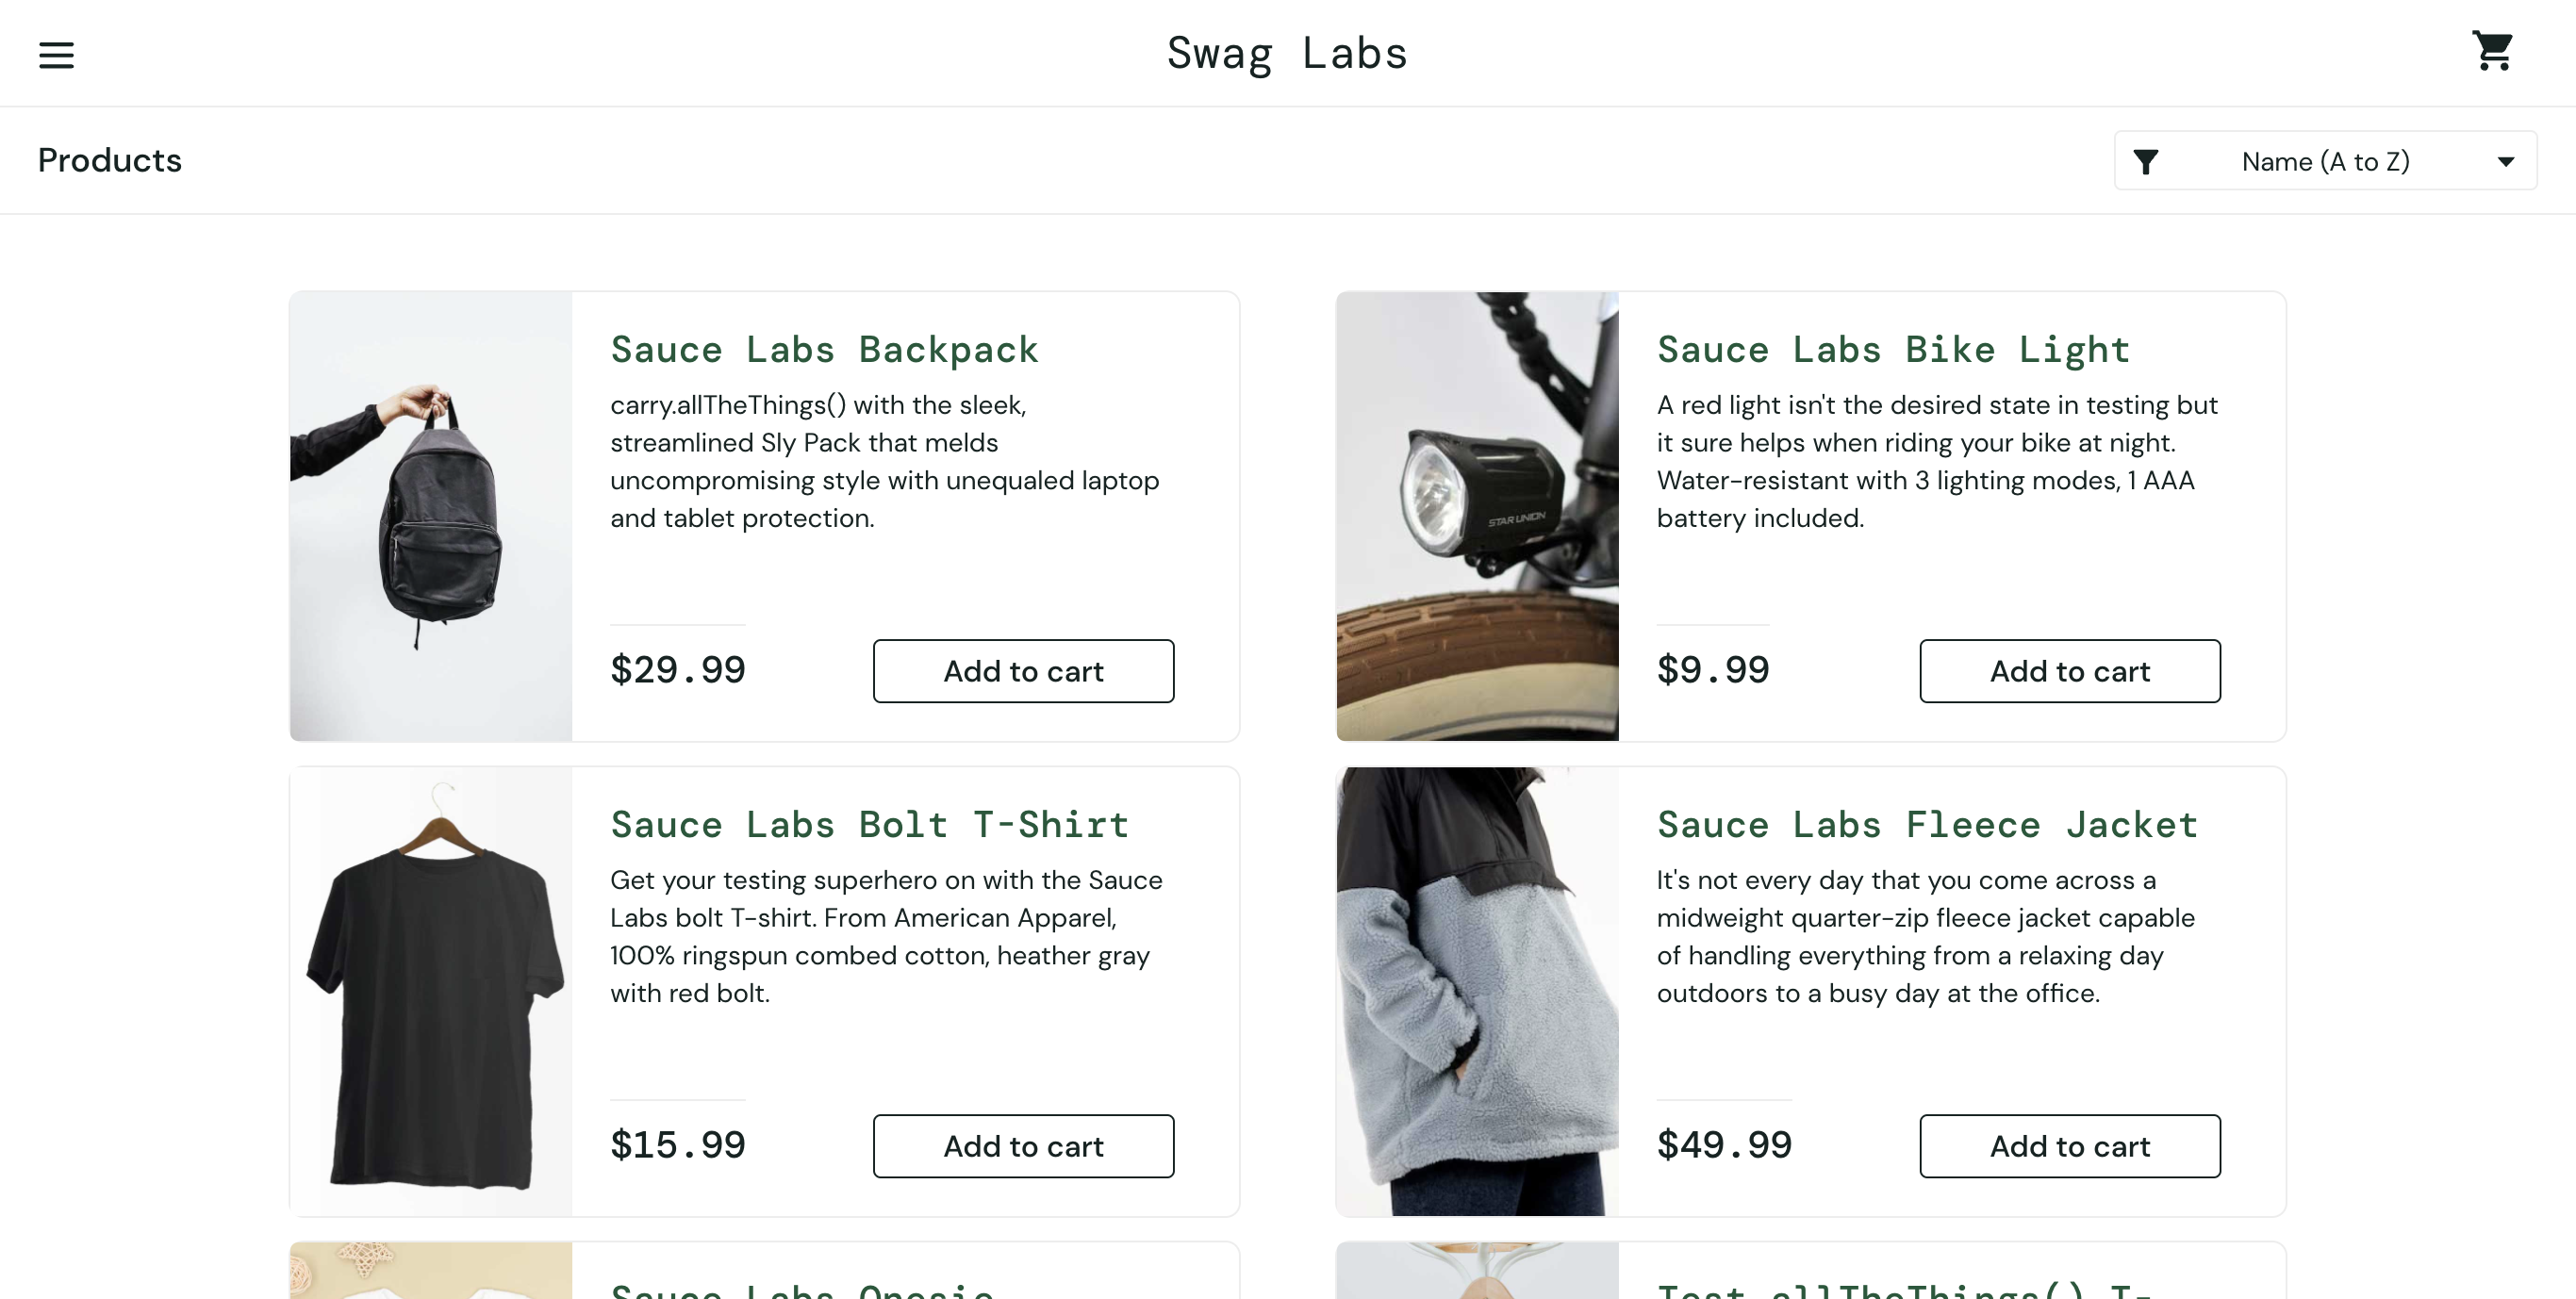 Swag Labs
Products
Name (A to Z)
Sauce Labs Backpack
carry.allTheThings() with the sleek,
streamlined Sly Pack that melds
uncompromising style with unequaled laptop
and tablet protection.
$29.99
Add to cart
Sauce Labs Bike Light
A red light isn't the desired state in testing but
it sure helps when riding your bike at night.
Water-resistant with 3 lighting modes, 1 AAA
battery included.
STAR UNION
$9.99
Add to cart
Sauce Labs Bolt T-Shirt
Get your testing superhero on with the Sauce
Labs bolt T-shirt. From American Apparel,
100% ringspun combed cotton, heather gray
with red bolt.
$15.99
Add to cart
Sauce Labs Fleece Jacket
It's not every day that you come across a
midweight quarter-zip fleece jacket capable
of handling everything from a relaxing day
outdoors to a busy day at the office.
$49.99
Add to cart
Sauce Labs Onesie
Test.allTheThings() T-